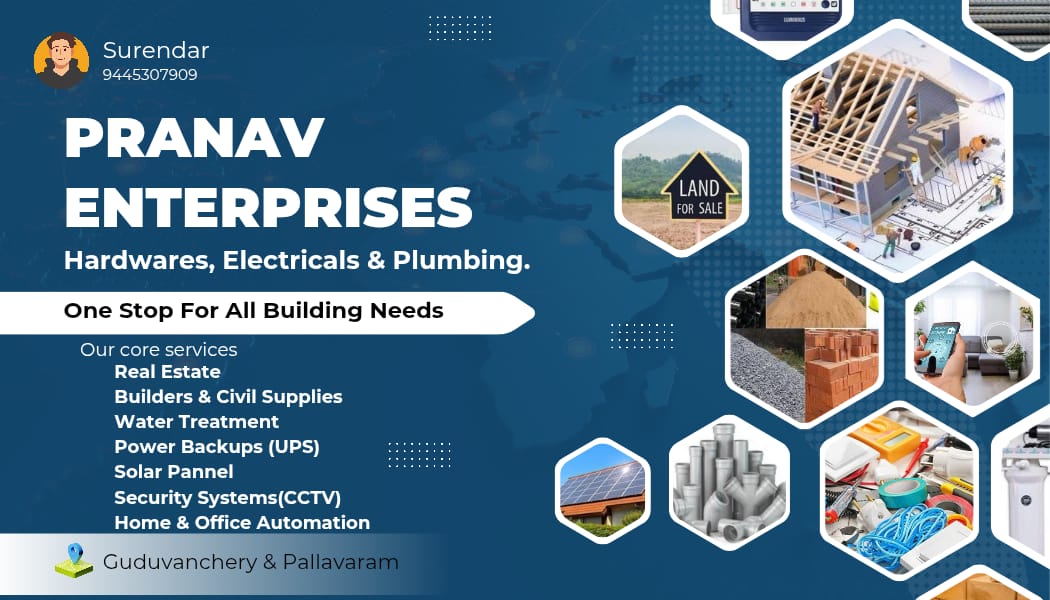 Surendar
9445307909
PRANAV
ENTERPRISES
Hardwares, Electricals & Plumbing.
One Stop For All Building Needs
Our core services
Real Estate
Builders & Civil Supplies
Water Treatment
Power Backups (UPS)
Solar Pannel
Security Systems(CCTV)
Home & Office Automation
Guduvanchery & Pallavaram
LUMINOUS
LAND
FOR SALE